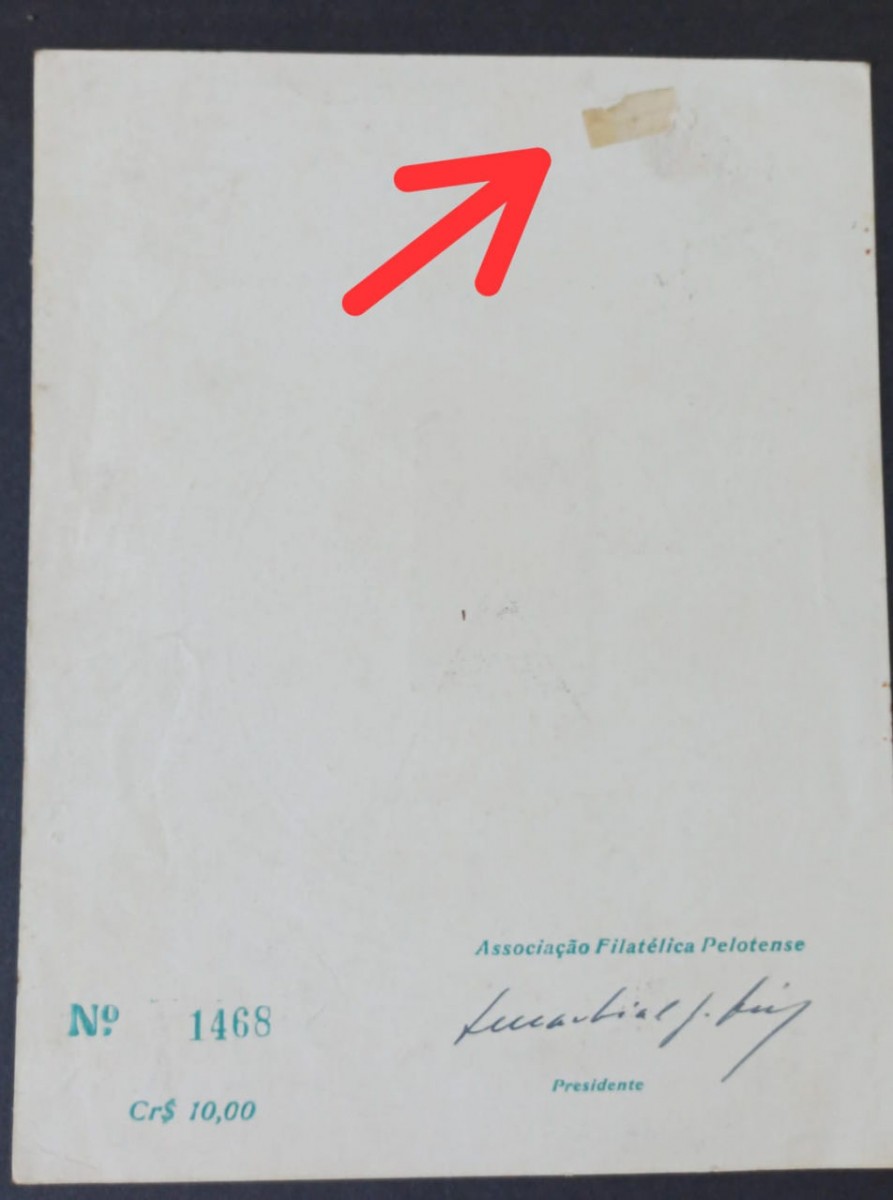 Associação Filatélica Pelotense
Nº 1468
Presidente
Cr$ 10,00